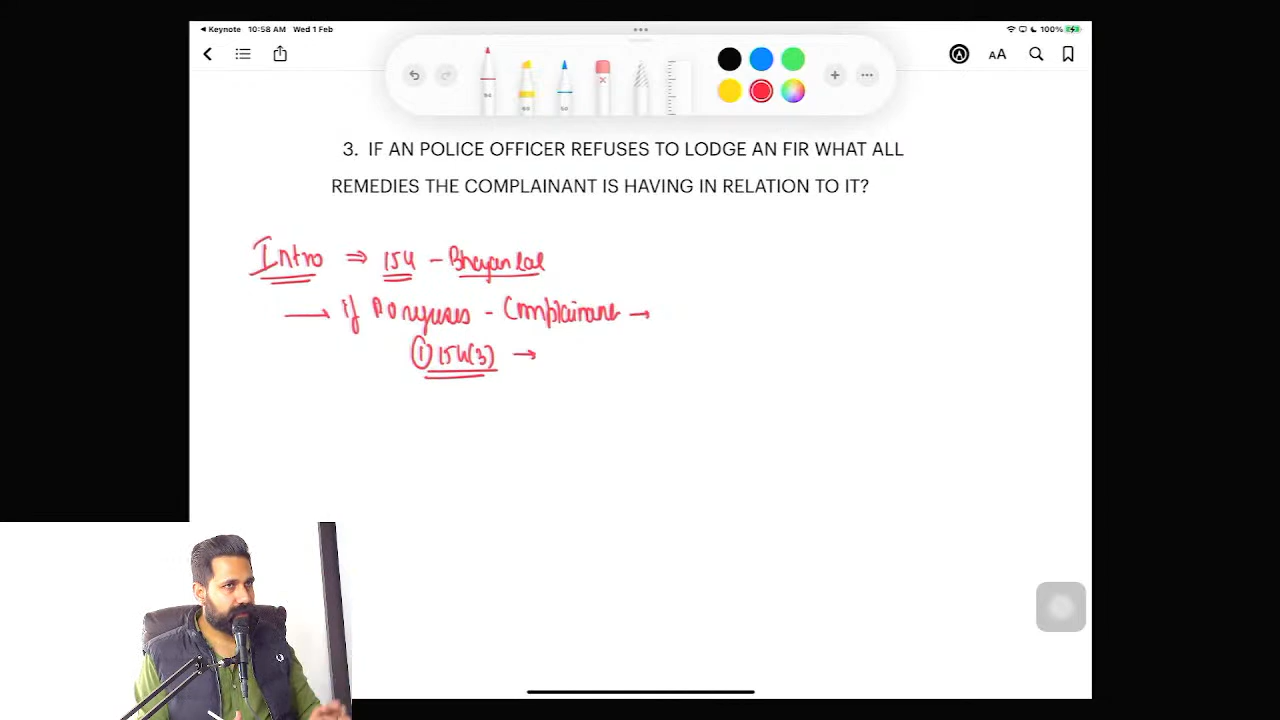 Keynote 10:58 AM Wed 1 Feb 100%
AA
3. IF AN POLICE OFFICER REFUSES TO LODGE AN FIR WHAT ALL
REMEDIES THE COMPLAINANT IS HAVING IN RELATION TO IT?
Intro ⇒ 154 - Bhajan lal
→ if PO refuses - Complainant →
① 154(3) →